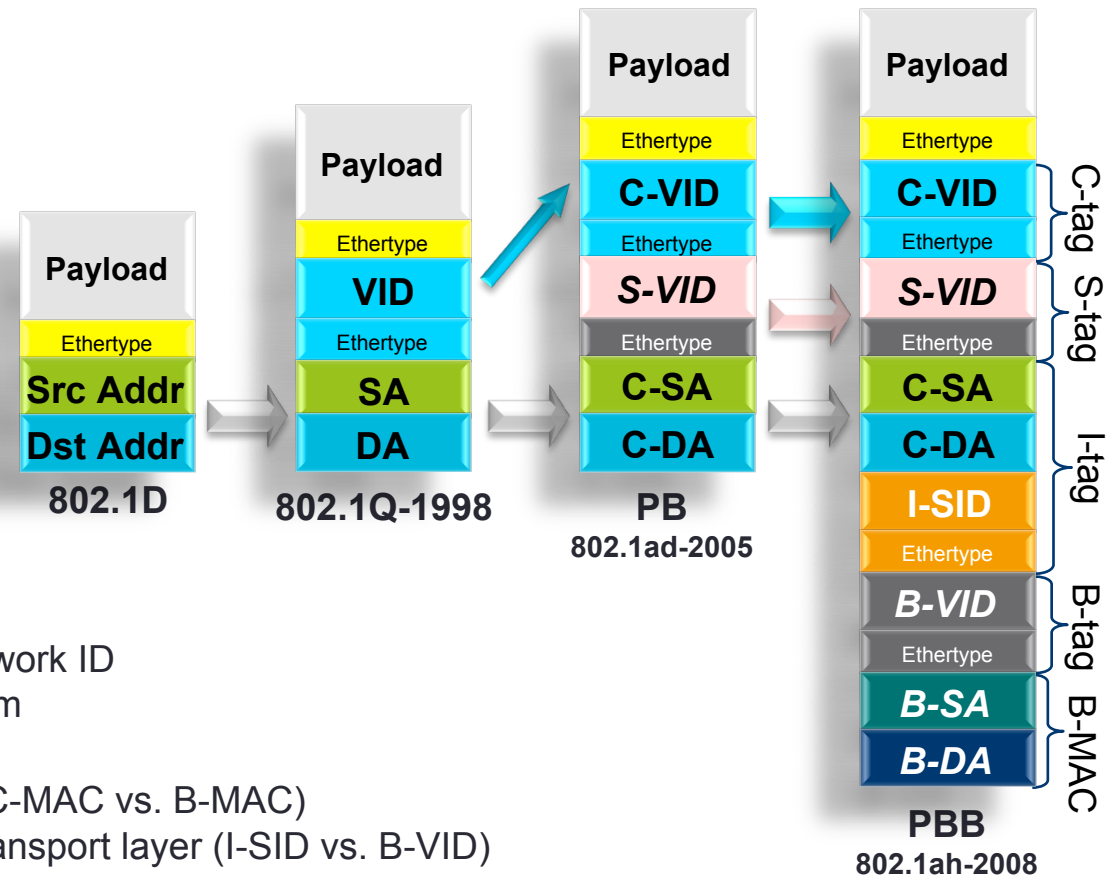 Payload
Ethertype
Src Addr
Dst Addr
802.1D
Payload
Ethertype
VID
Ethertype
SA
DA
802.1Q-1998
Payload
Ethertype
C-VID
Ethertype
S-VID
Ethertype
C-SA
C-DA
PB
802.1ad-2005
Payload
Ethertype
C-VID
Ethertype
S-VID
Ethertype
C-SA
C-DA
I-SID
Ethertype
B-VID
Ethertype
B-SA
B-DA
PBB
802.1ah-2008
C-tag
S-tag
I-tag
B-tag
B-MAC
work ID
m
C-MAC vs. B-MAC)
ansport layer (I-SID vs. B-VID)